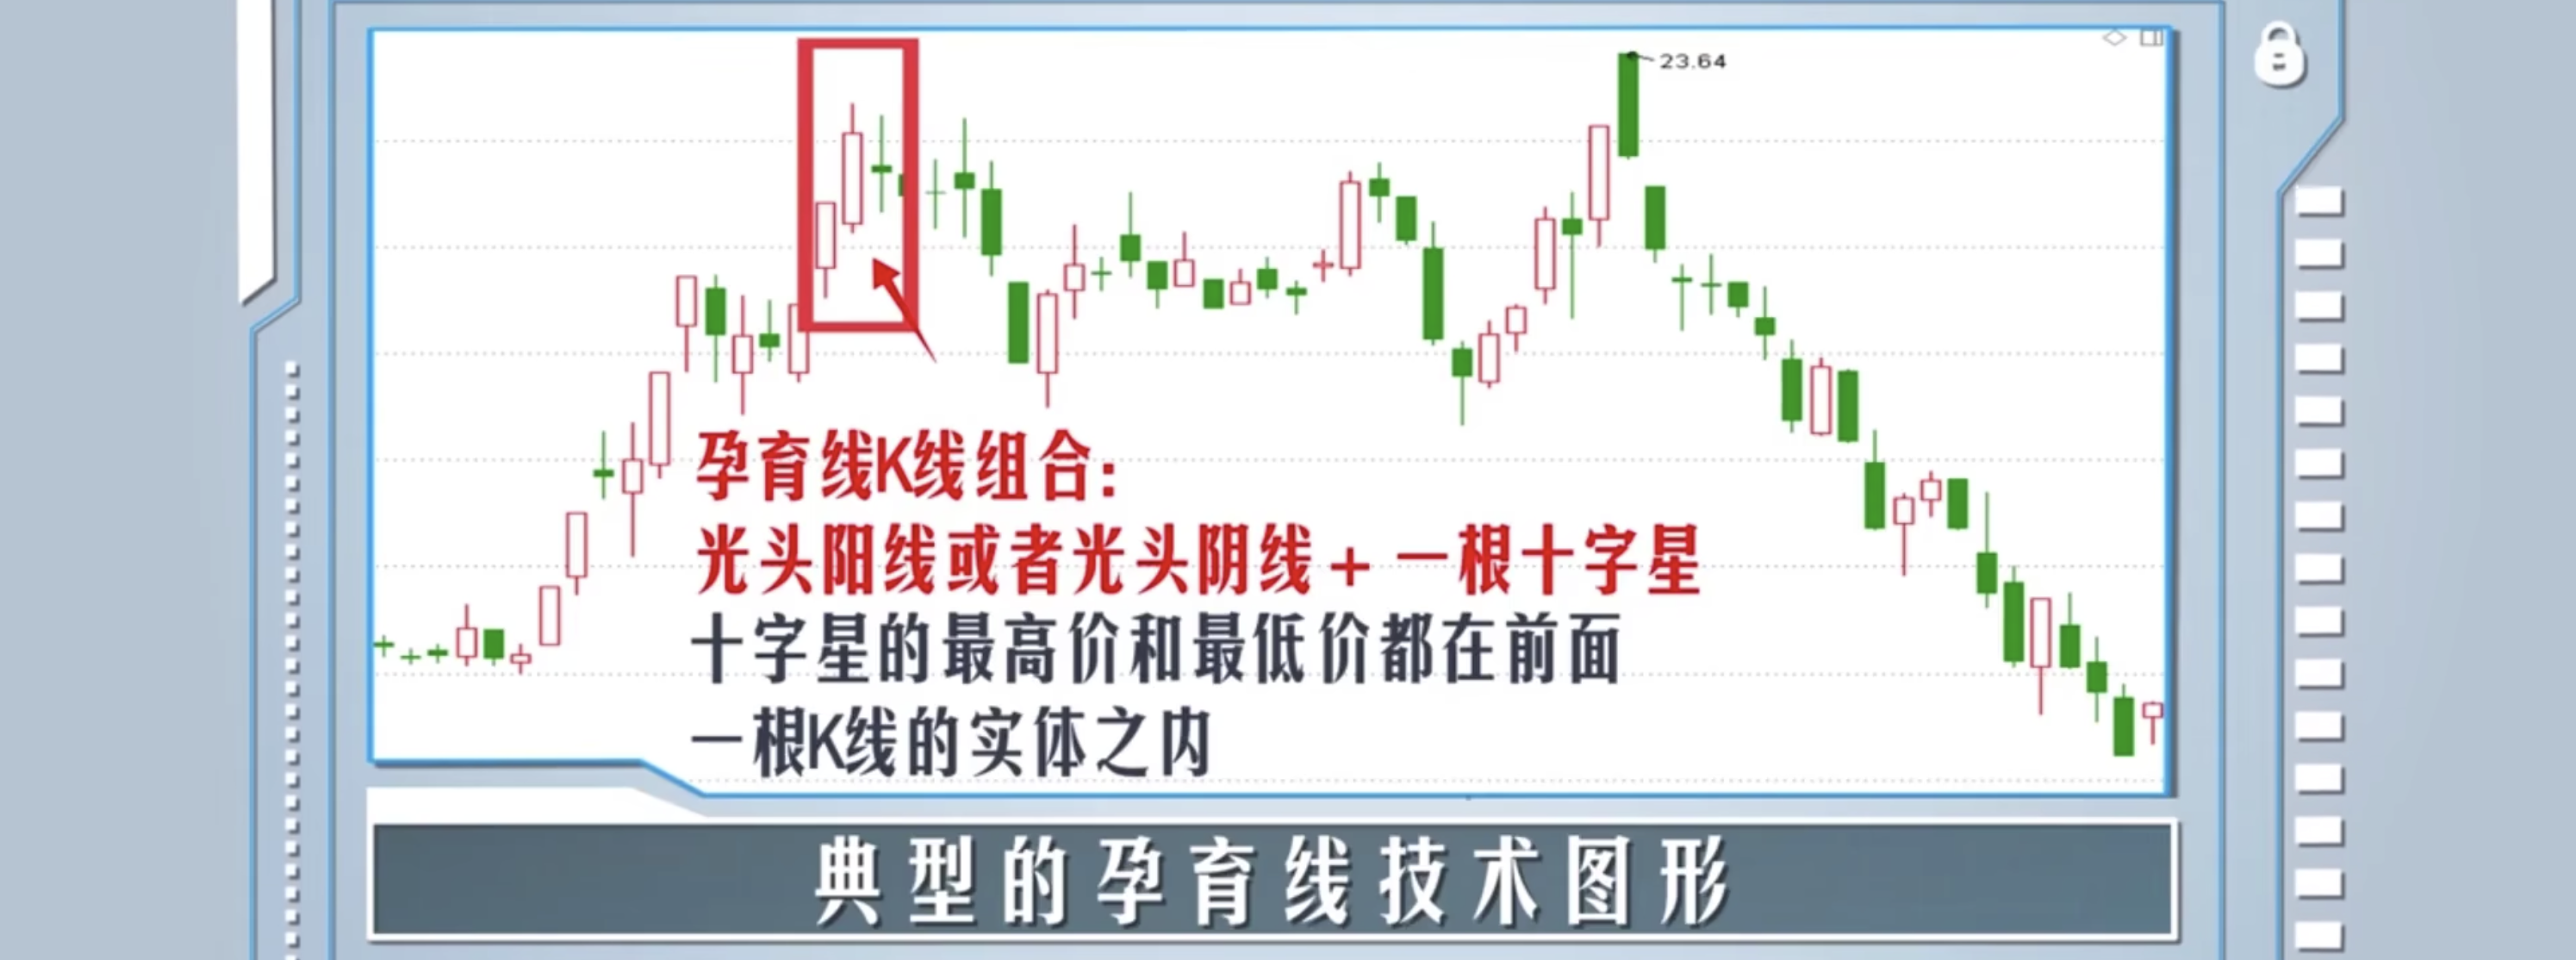 23.64
孕育线K线组合：
光头阳线或者光头阴线+一根十字星
十字星的最高价和最低价都在前面
一根K线的实体之内
典型的孕育线技术图形